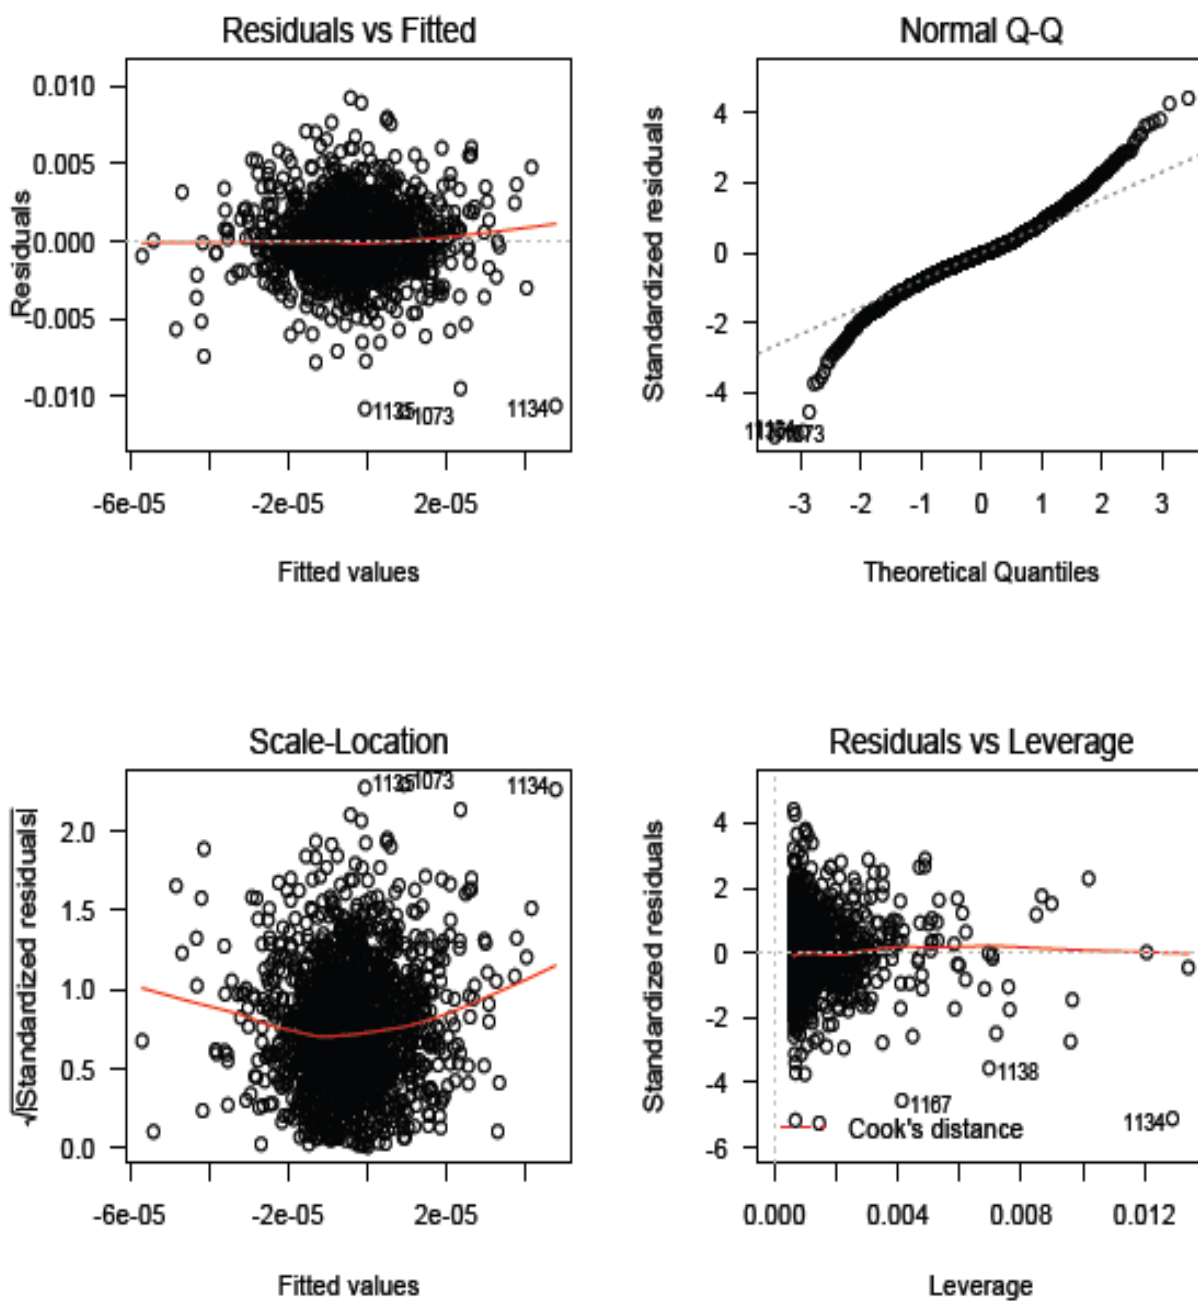 Residuals vs Fitted
Residuals
0.010
0.005
0.000
-0.005
-0.010
1135
1073
1134
-6e-05 -2e-05 2e-05
Fitted values
Normal Q-Q
Standardized residuals
4
2
0
-2
-4
-3 -2 -1 0 1 2 3
Theoretical Quantiles
Scale-Location
√|Standardized residuals|
2.0
1.5
1.0
0.5
0.0
1135
1073
1134
-6e-05 -2e-05 2e-05
Fitted values
Residuals vs Leverage
Standardized residuals
4
2
0
-2
-4
-6
1138
1167
1134
Cook's distance
0.000 0.004 0.008 0.012
Leverage